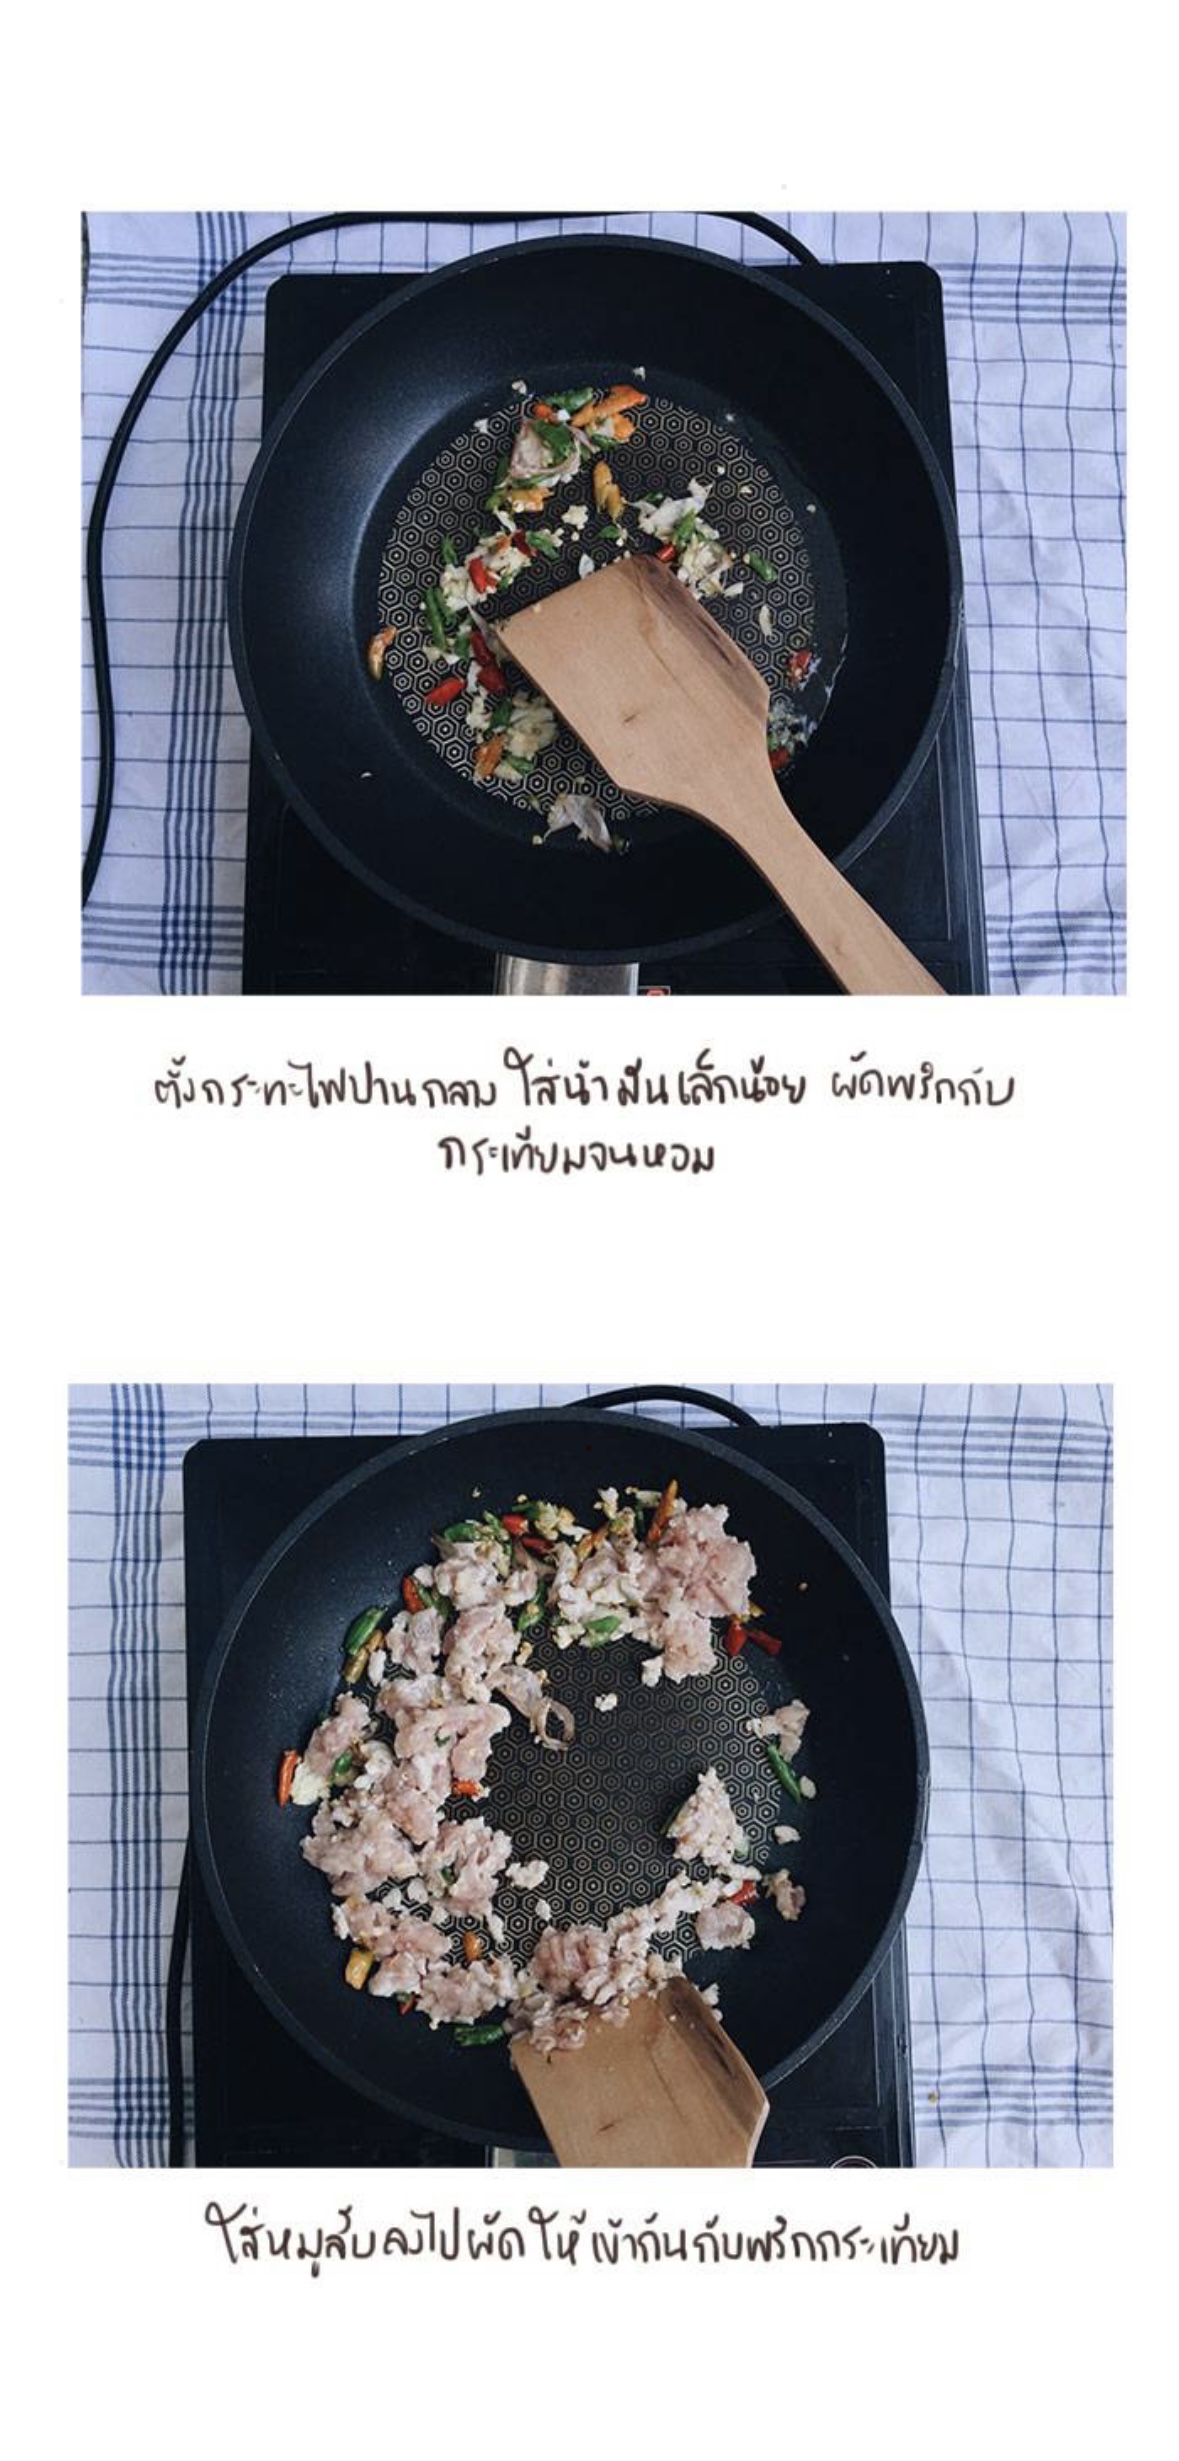 ตั้งกระทะไฟปานกลาง ใส่น้ำมันเล็กน้อย ผัดพริกกับ
กระเทียมจนหอม
ใส่หมูสับลงไปผัดให้เข้ากันกับพริกกระเทียม